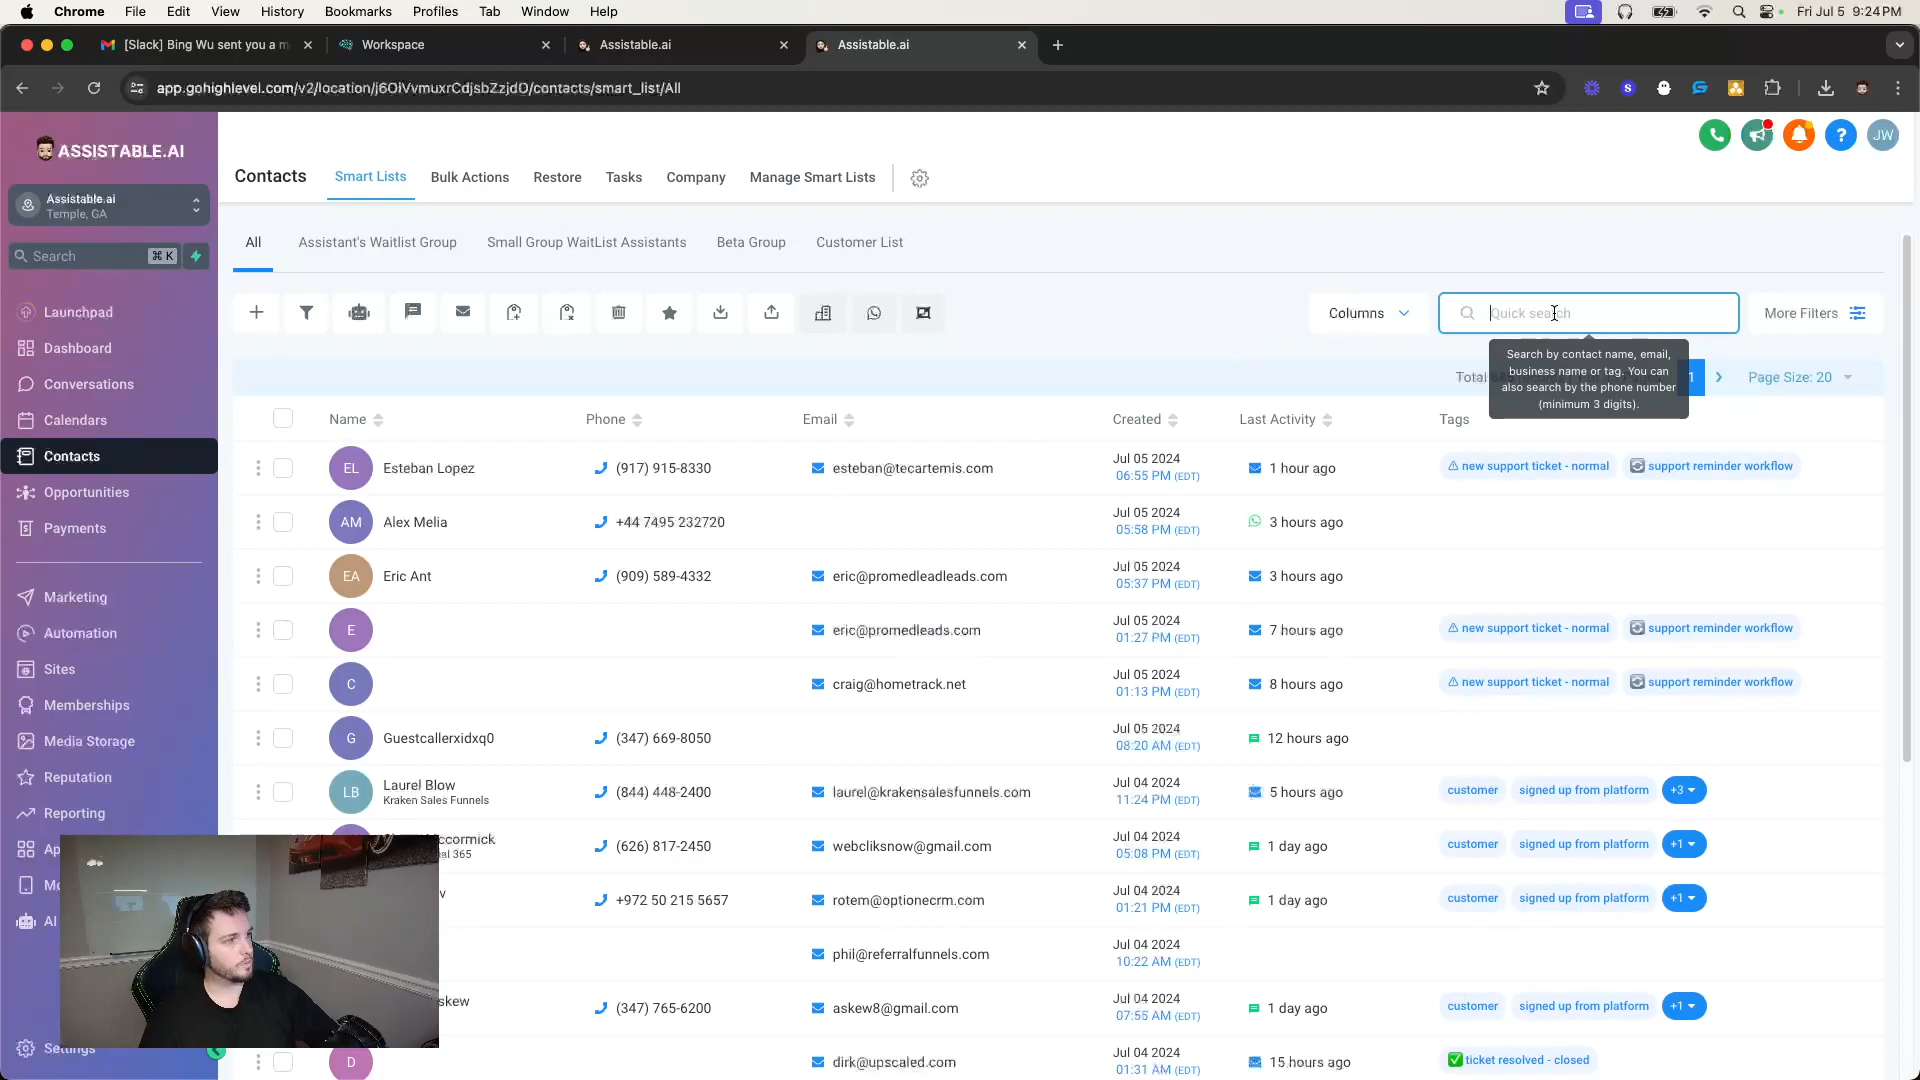 Chrome File Edit View History Bookmarks Profiles Tab Window Help Fri Jul 5 9:24 PM
[Slack] Bing Wu sent you a m Workspace Assistable.ai Assistable.ai
app.gohighlevel.com/v2/location/j6OiVvmuxrCdjsbZzjdO/contacts/smart_list/All
ASSISTABLE.AI
Assistable.ai
Temple, GA
Search ⌘ K
Launchpad
Dashboard
Conversations
Calendars
Contacts
Opportunities
Payments
Marketing
Automation
Sites
Memberships
Media Storage
Reputation
Reporting
Ap
Mo
AI
Settings
JW
Contacts Smart Lists Bulk Actions Restore Tasks Company Manage Smart Lists
All Assistant's Waitlist Group Small Group WaitList Assistants Beta Group Customer List
Columns Quick search More Filters
Search by contact name, email,
business name or tag. You can
also search by the phone number
(minimum 3 digits).
Total 1 Page Size: 20
Name Phone Email Created Last Activity Tags
EL Esteban Lopez (917) 915-8330 esteban@tecartemis.com Jul 05 2024 06:55 PM (EDT) 1 hour ago new support ticket - normal support reminder workflow
AM Alex Melia +44 7495 232720 Jul 05 2024 05:58 PM (EDT) 3 hours ago
EA Eric Ant (909) 589-4332 eric@promedleadleads.com Jul 05 2024 05:37 PM (EDT) 3 hours ago
E eric@promedleads.com Jul 05 2024 01:27 PM (EDT) 7 hours ago new support ticket - normal support reminder workflow
C craig@hometrack.net Jul 05 2024 01:13 PM (EDT) 8 hours ago new support ticket - normal support reminder workflow
G Guestcallerxidxq0 (347) 669-8050 Jul 05 2024 08:20 AM (EDT) 12 hours ago
LB Laurel Blow Kraken Sales Funnels (844) 448-2400 laurel@krakensalesfunnels.com Jul 04 2024 11:24 PM (EDT) 5 hours ago customer signed up from platform +3
ccormick al 365 (626) 817-2450 webcliksnow@gmail.com Jul 04 2024 05:08 PM (EDT) 1 day ago customer signed up from platform +1
v +972 50 215 5657 rotem@optionecrm.com Jul 04 2024 01:21 PM (EDT) 1 day ago customer signed up from platform +1
phil@referralfunnels.com Jul 04 2024 10:22 AM (EDT)
skew (347) 765-6200 askew8@gmail.com Jul 04 2024 07:55 AM (EDT) 1 day ago customer signed up from platform +1
D dirk@upscaled.com Jul 04 2024 01:31 AM (EDT) 15 hours ago ticket resolved - closed